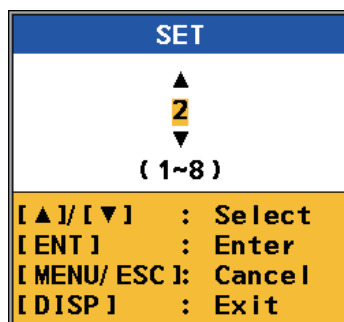 SET
▲
2
▼
(1~8)
[▲]/[▼] : Select
[ENT] : Enter
[MENU/ESC]: Cancel
[DISP] : Exit